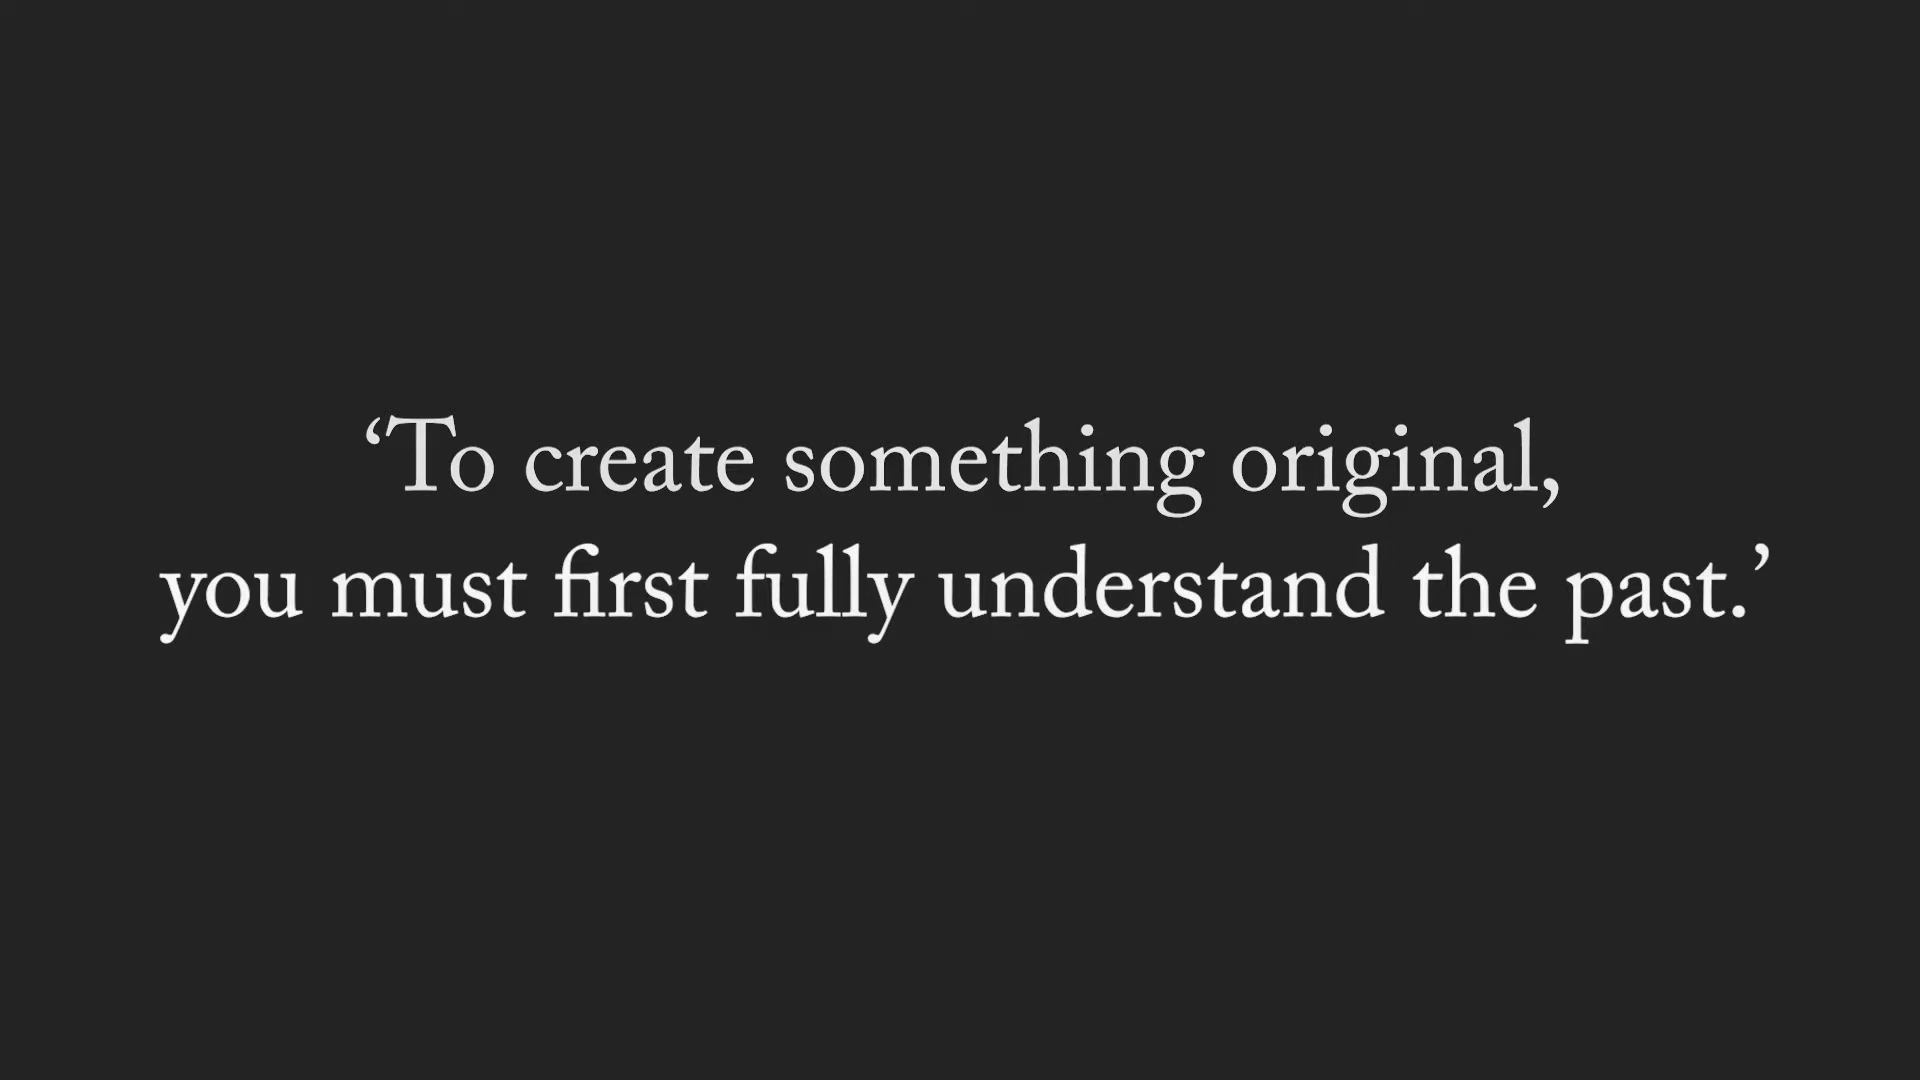 ‘To create something original,
you must first fully understand the past.’